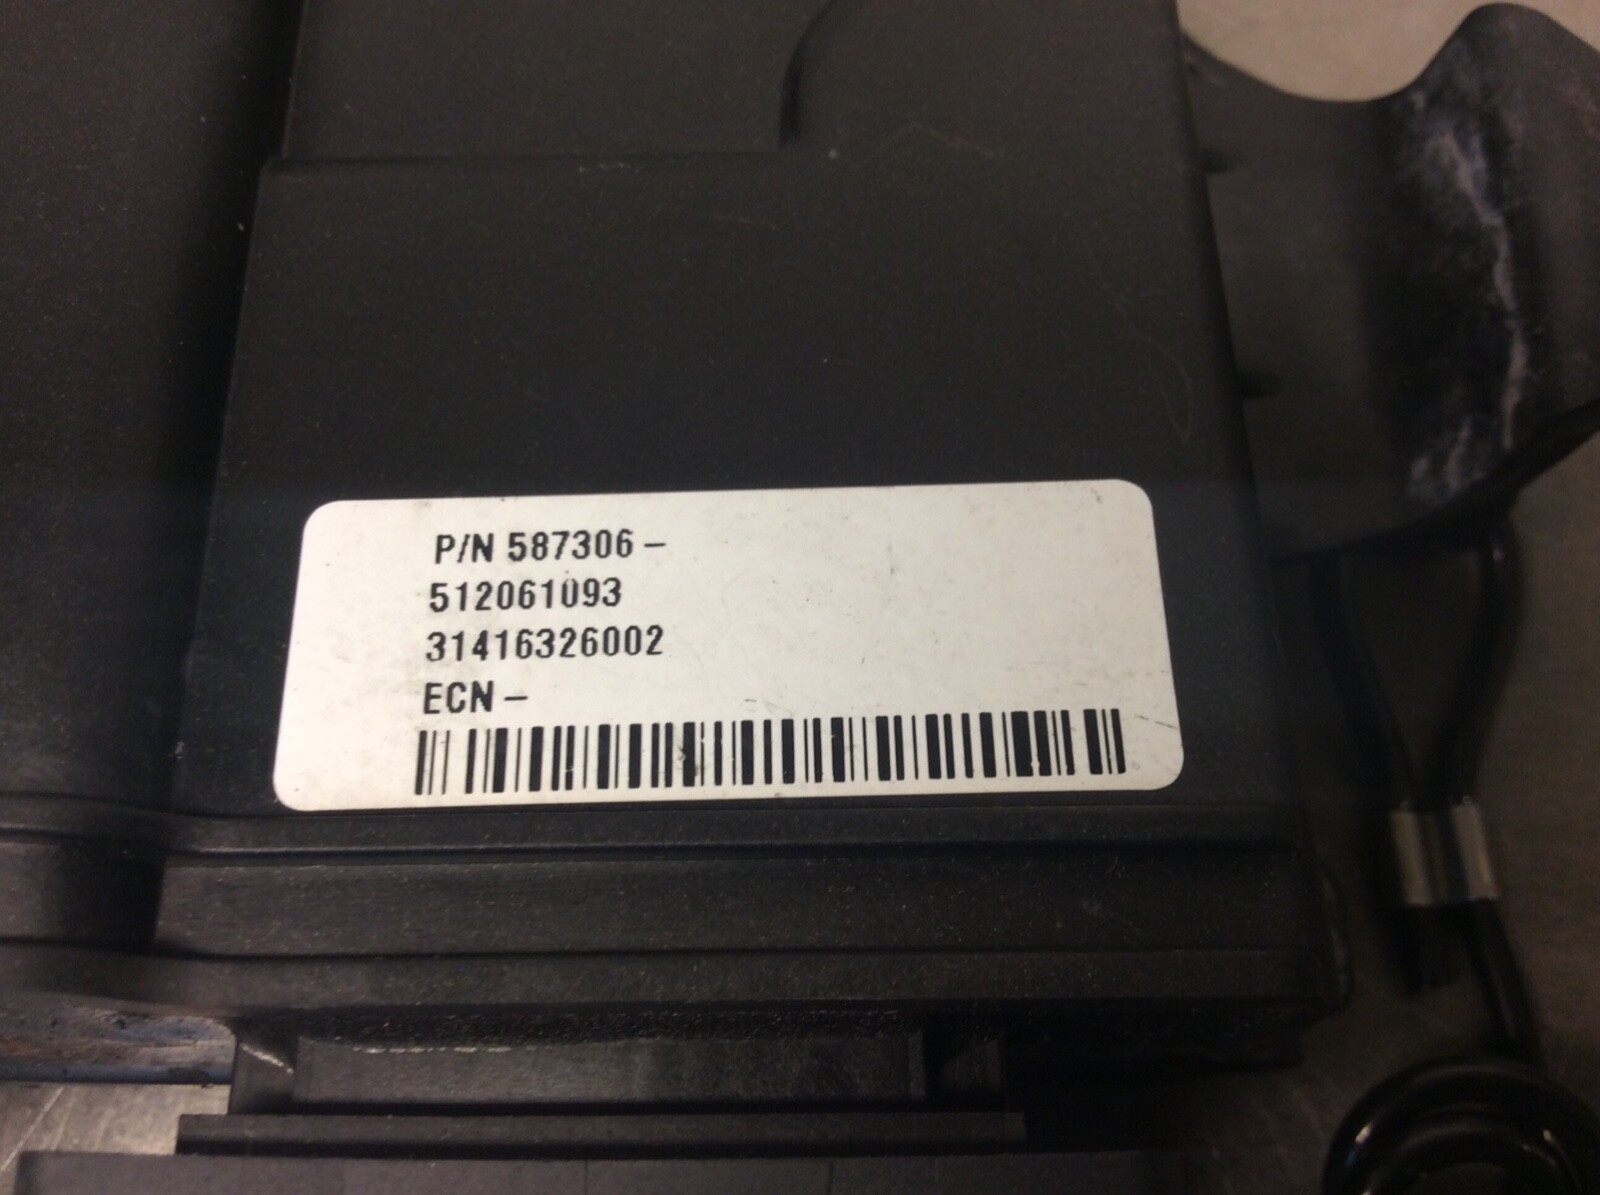 P/N 587306 –
512061093
31416326002
ECN –